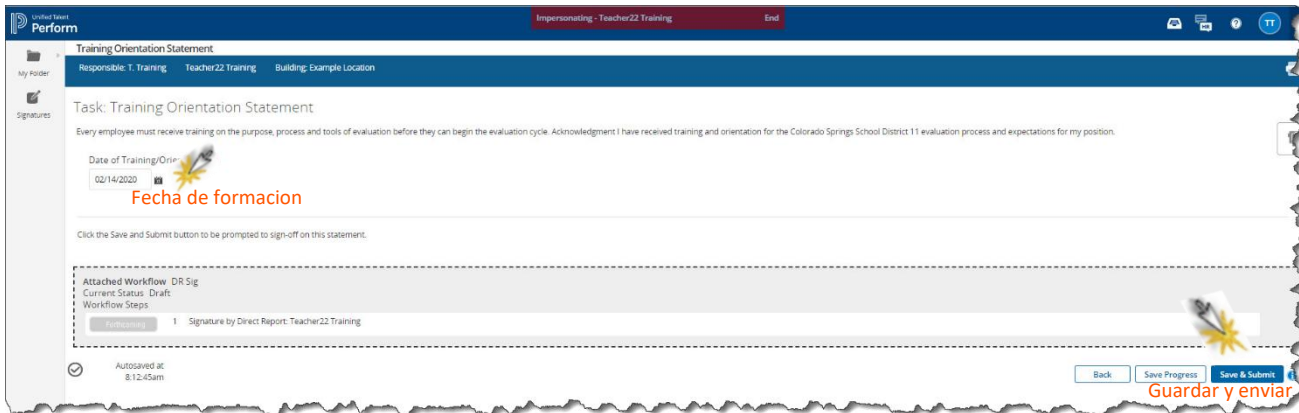 Unified Talent
Perform
Impersonating - Teacher22 Training End
TT
My Folder
Signatures
Training Orientation Statement
Responsible: T. Training Teacher22 Training Building: Example Location
Task: Training Orientation Statement
Every employee must receive training on the purpose, process and tools of evaluation before they can begin the evaluation cycle. Acknowledgment I have received training and orientation for the Colorado Springs School District 11 evaluation process and expectations for my position.
Date of Training/Orie
02/14/2020
Fecha de formacion
Click the Save and Submit button to be prompted to sign-off on this statement.
Attached Workflow DR Sig
Current Status Draft
Workflow Steps
Forthcoming 1 Signature by Direct Report: Teacher22 Training
Autosaved at
8:12:45am
Back Save Progress Save & Submit
Guardar y enviar